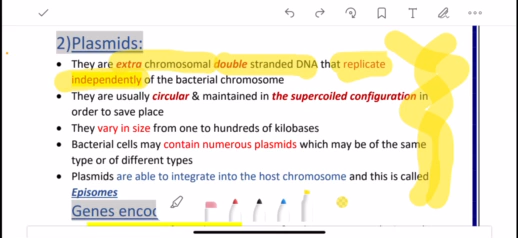 2)Plasmids:
• They are extra chromosomal double stranded DNA that replicate
independently of the bacterial chromosome
• They are usually circular & maintained in the supercoiled configuration in
order to save place
• They vary in size from one to hundreds of kilobases
• Bacterial cells may contain numerous plasmids which may be of the same
type or of different types
• Plasmids are able to integrate into the host chromosome and this is called
Episomes
Genes encod